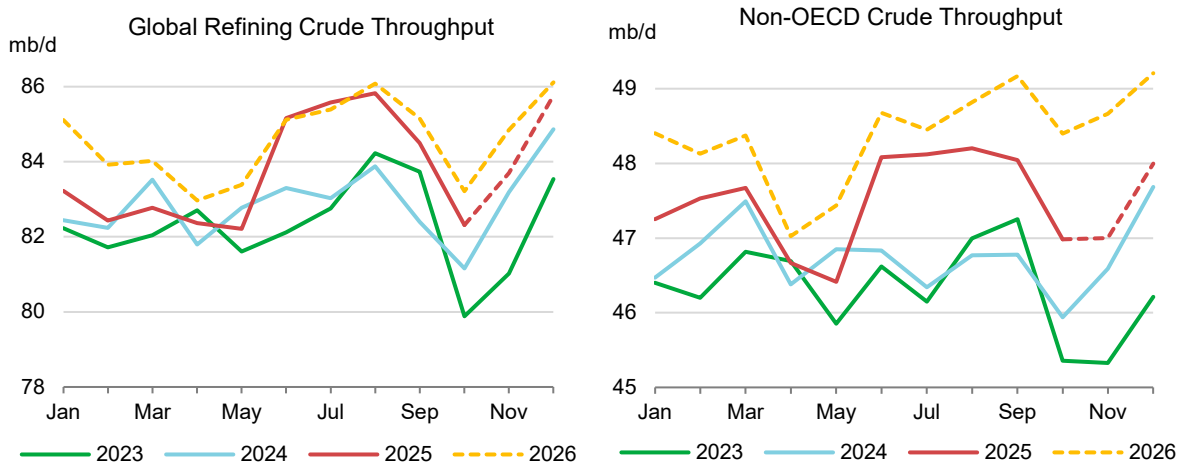 Global Refining Crude Throughput
mb/d
86
84
82
80
78
Jan Mar May Jul Sep Nov
2023 2024 2025 2026
Non-OECD Crude Throughput
mb/d
49
48
47
46
45
Jan Mar May Jul Sep Nov
2023 2024 2025 2026